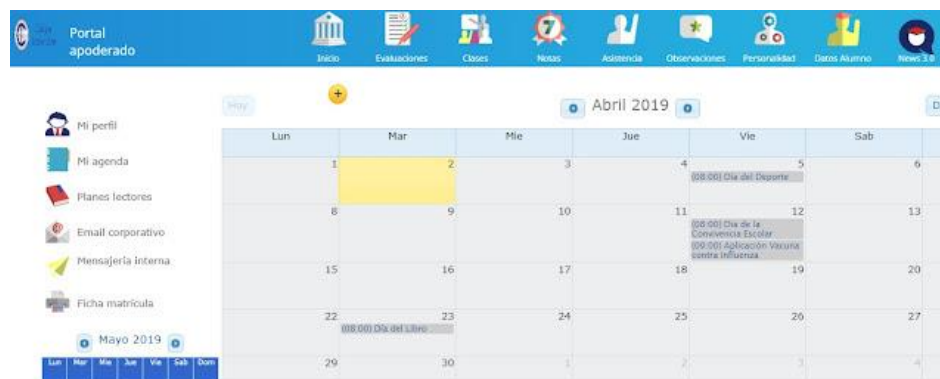 Portal
apoderado
Inicio
Evaluaciones
Clases
Notas
Asistencia
Observaciones
Personalidad
Datos Alumno
News 3.0
Mi perfil
Mi agenda
Planes lectores
Email corporativo
Mensajería interna
Ficha matrícula
Mayo 2019
Lun Mar Mie Jue Vie Sab Dom
Hoy
+
Abril 2019
D
Lun Mar Mie Jue Vie Sab
1 2 3 4 5 6
(08:00) Día del Deporte
8 9 10 11 12 13
(08:00) Dia de la
Convivencia Escolar
(09:00) Aplicación Vacuna
contra Influenza
15 16 17 18 19 20
22 23 24 25 26 27
(08:00) Día del Libro
29 30 1 2 3 4